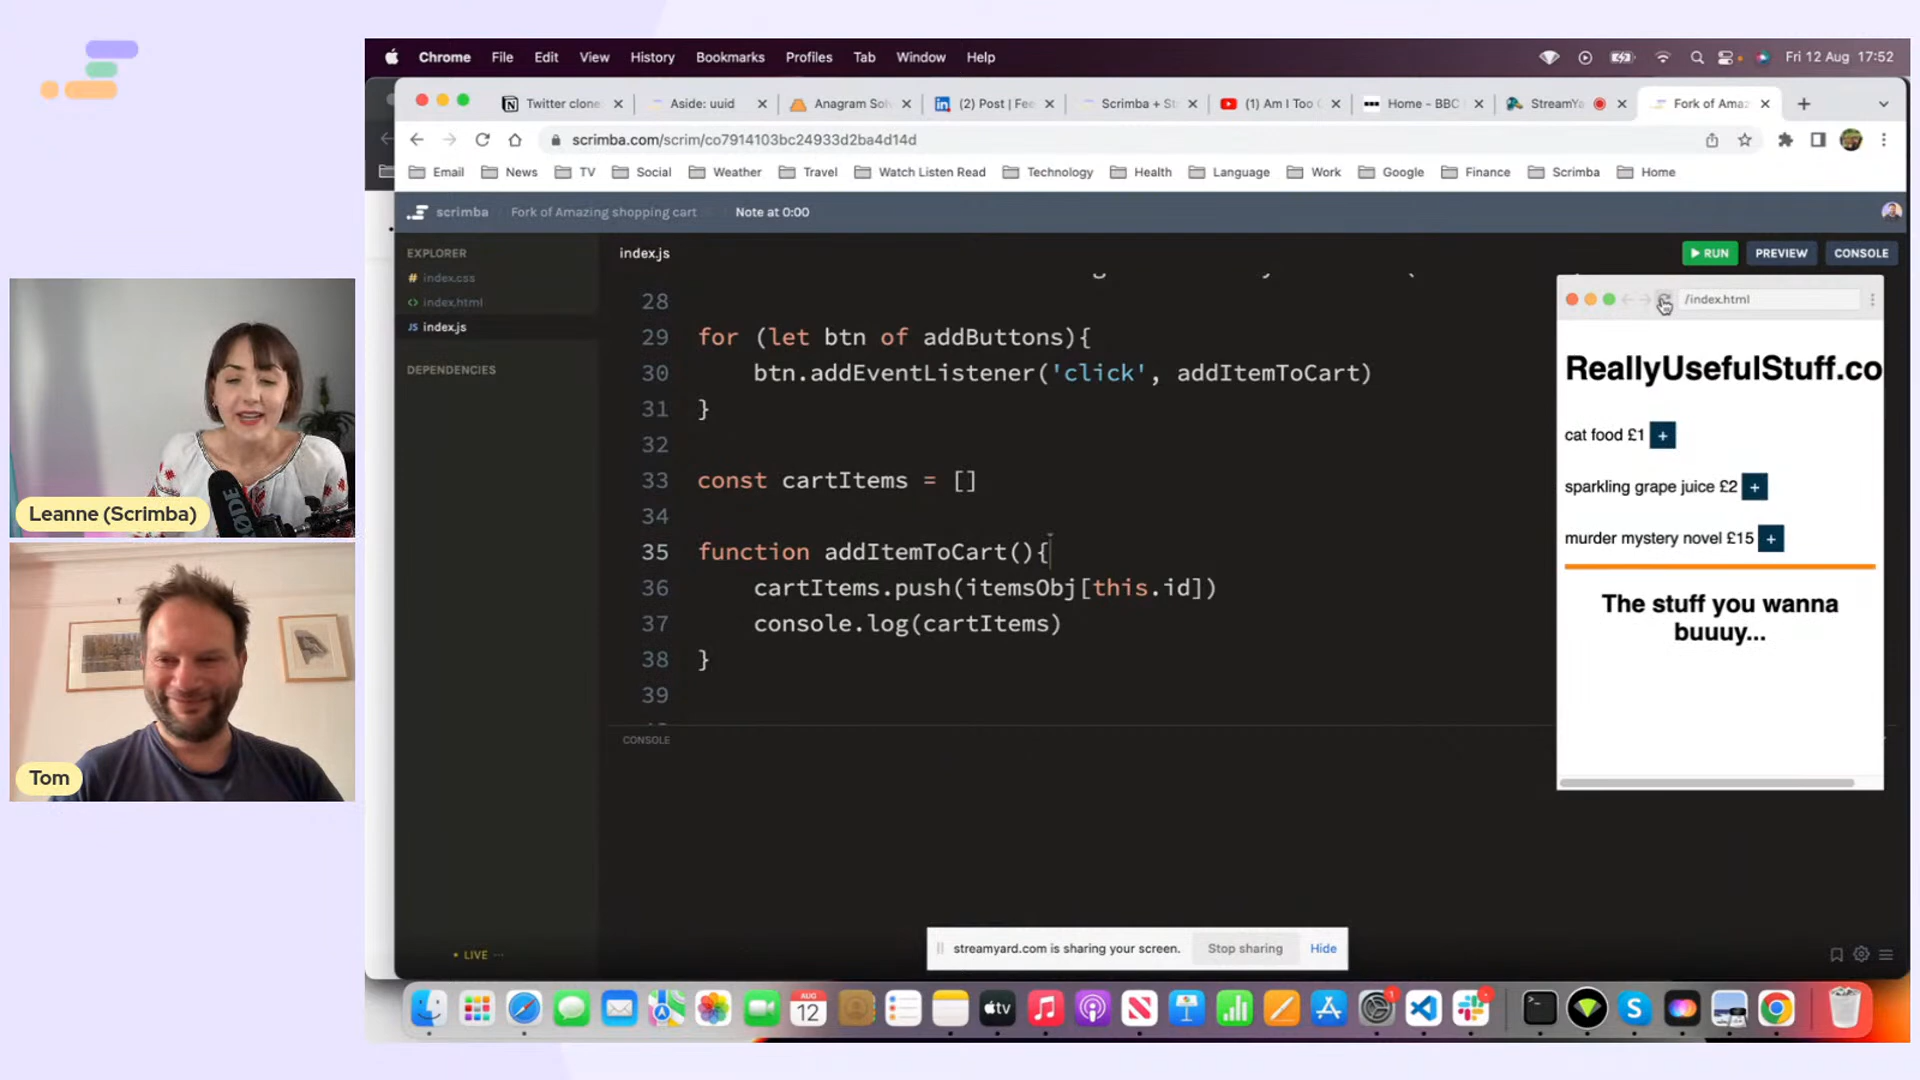 Chrome File Edit View History Bookmarks Profiles Tab Window Help Fri 12 Aug 17:52
Twitter clone Aside: uuid Anagram Sol (2) Post | Fee Scrimba + St (1) Am I Too Home - BBC StreamYa Fork of Amaz
scrimba.com/scrim/co7914103bc24933d2ba4d14d
Email News TV Social Weather Travel Watch Listen Read Technology Health Language Work Google Finance Scrimba Home
scrimba Fork of Amazing shopping cart Note at 0:00
EXPLORER
# index.css
<> index.html
JS index.js
DEPENDENCIES
index.js
RUN PREVIEW CONSOLE
28
29 for (let btn of addButtons){
30 btn.addEventListener('click', addItemToCart)
31 }
32
33 const cartItems = []
34
35 function addItemToCart(){
36 cartItems.push(itemsObj[this.id])
37 console.log(cartItems)
38 }
39
CONSOLE
/index.html
ReallyUsefulStuff.co
cat food £1 +
sparkling grape juice £2 +
murder mystery novel £15 +
The stuff you wanna
buuuy...
Leanne (Scrimba)
RØDE
Tom
LIVE ...
streamyard.com is sharing your screen. Stop sharing Hide
AUG
12
tv
1